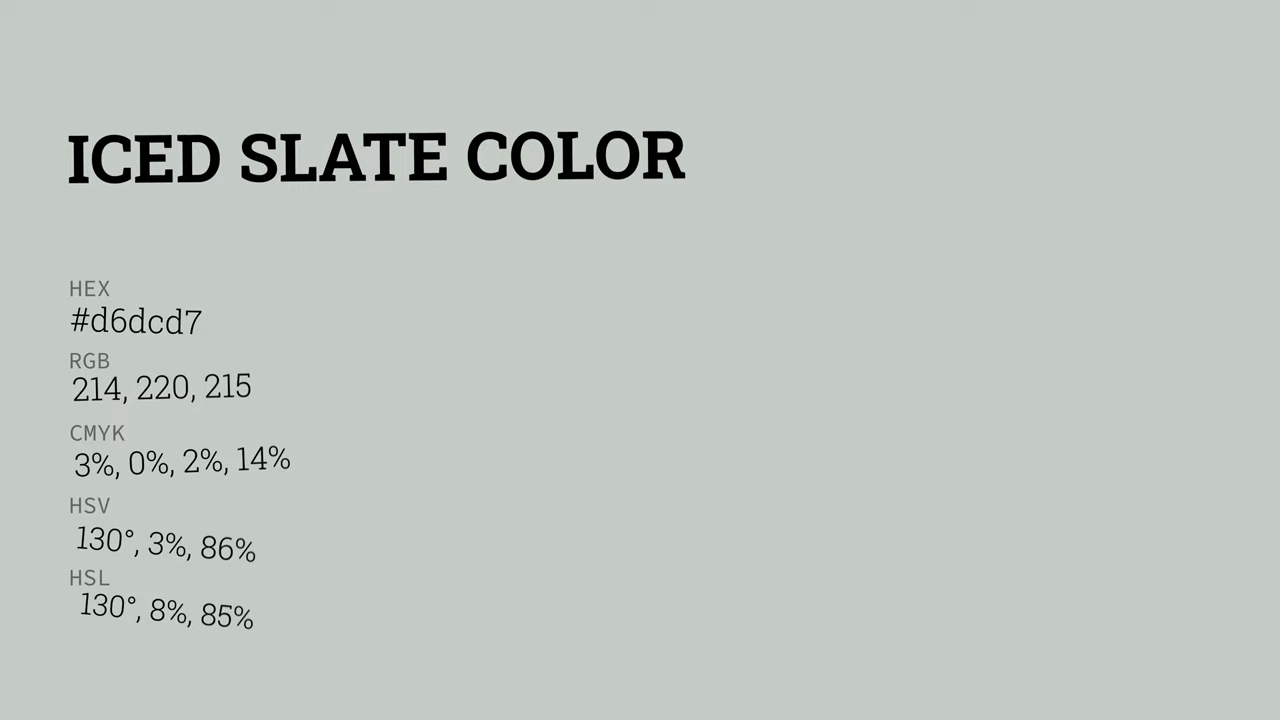 ICED SLATE COLOR
HEX
#d6dcd7
RGB
214, 220, 215
CMYK
3%, 0%, 2%, 14%
HSV
130°, 3%, 86%
HSL
130°, 8%, 85%